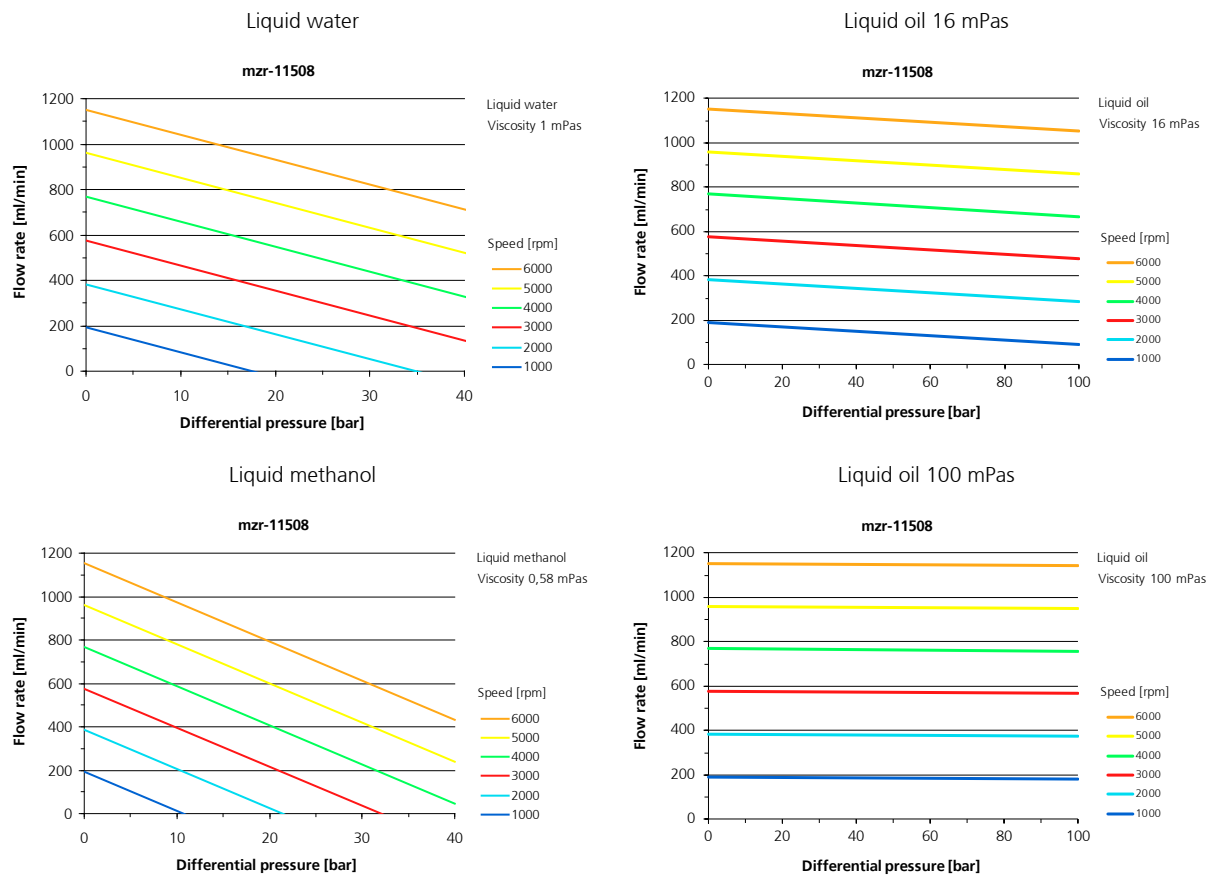 Liquid water
mzr-11508
Liquid water
Viscosity 1 mPas
Flow rate [ml/min]
1200
1000
800
600
400
200
0
0 10 20 30 40
Differential pressure [bar]
Speed [rpm]
6000
5000
4000
3000
2000
1000
Liquid oil 16 mPas
mzr-11508
Liquid oil
Viscosity 16 mPas
Flow rate [ml/min]
1200
1000
800
600
400
200
0
0 20 40 60 80 100
Differential pressure [bar]
Speed [rpm]
6000
5000
4000
3000
2000
1000
Liquid methanol
mzr-11508
Liquid methanol
Viscosity 0,58 mPas
Flow rate [ml/min]
1200
1000
800
600
400
200
0
0 10 20 30 40
Differential pressure [bar]
Speed [rpm]
6000
5000
4000
3000
2000
1000
Liquid oil 100 mPas
mzr-11508
Liquid oil
Viscosity 100 mPas
Flow rate [ml/min]
1200
1000
800
600
400
200
0
0 20 40 60 80 100
Differential pressure [bar]
Speed [rpm]
6000
5000
4000
3000
2000
1000